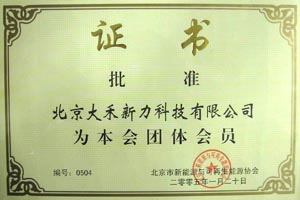 证书
批准
北京大禾新力科技有限公司
为本会团体会员
编号：0504
北京市新能源与可再生能源协会
二零零五年一月二十日